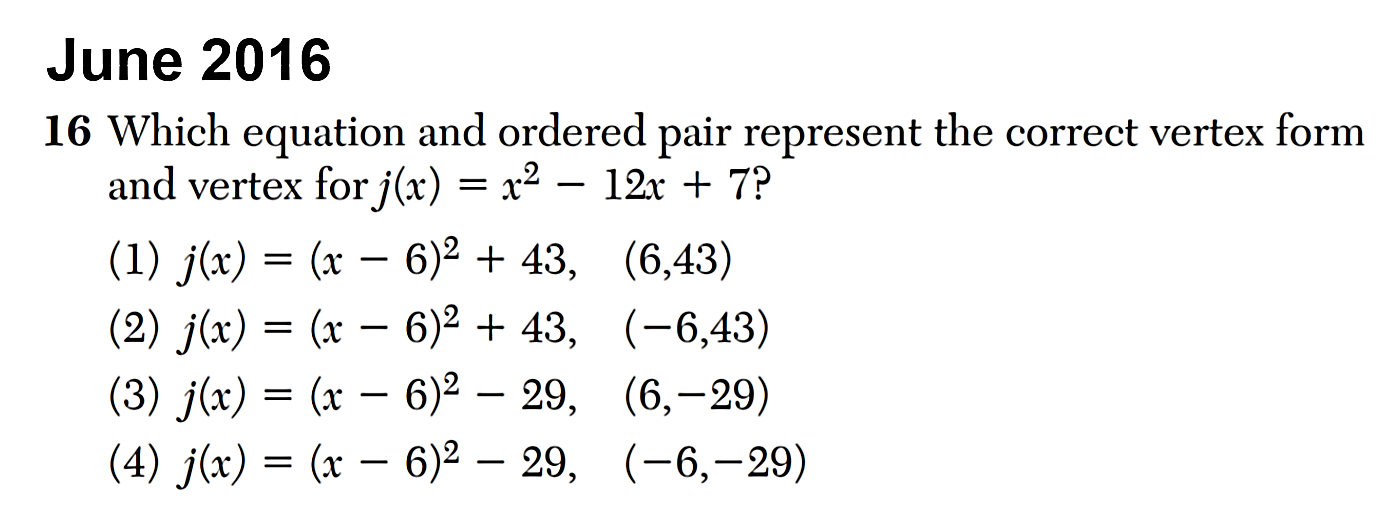 June 2016
16 Which equation and ordered pair represent the correct vertex form
and vertex for j(x) = x² − 12x + 7?
(1) j(x) = (x − 6)² + 43, (6,43)
(2) j(x) = (x − 6)² + 43, (−6,43)
(3) j(x) = (x − 6)² − 29, (6,−29)
(4) j(x) = (x − 6)² − 29, (−6,−29)